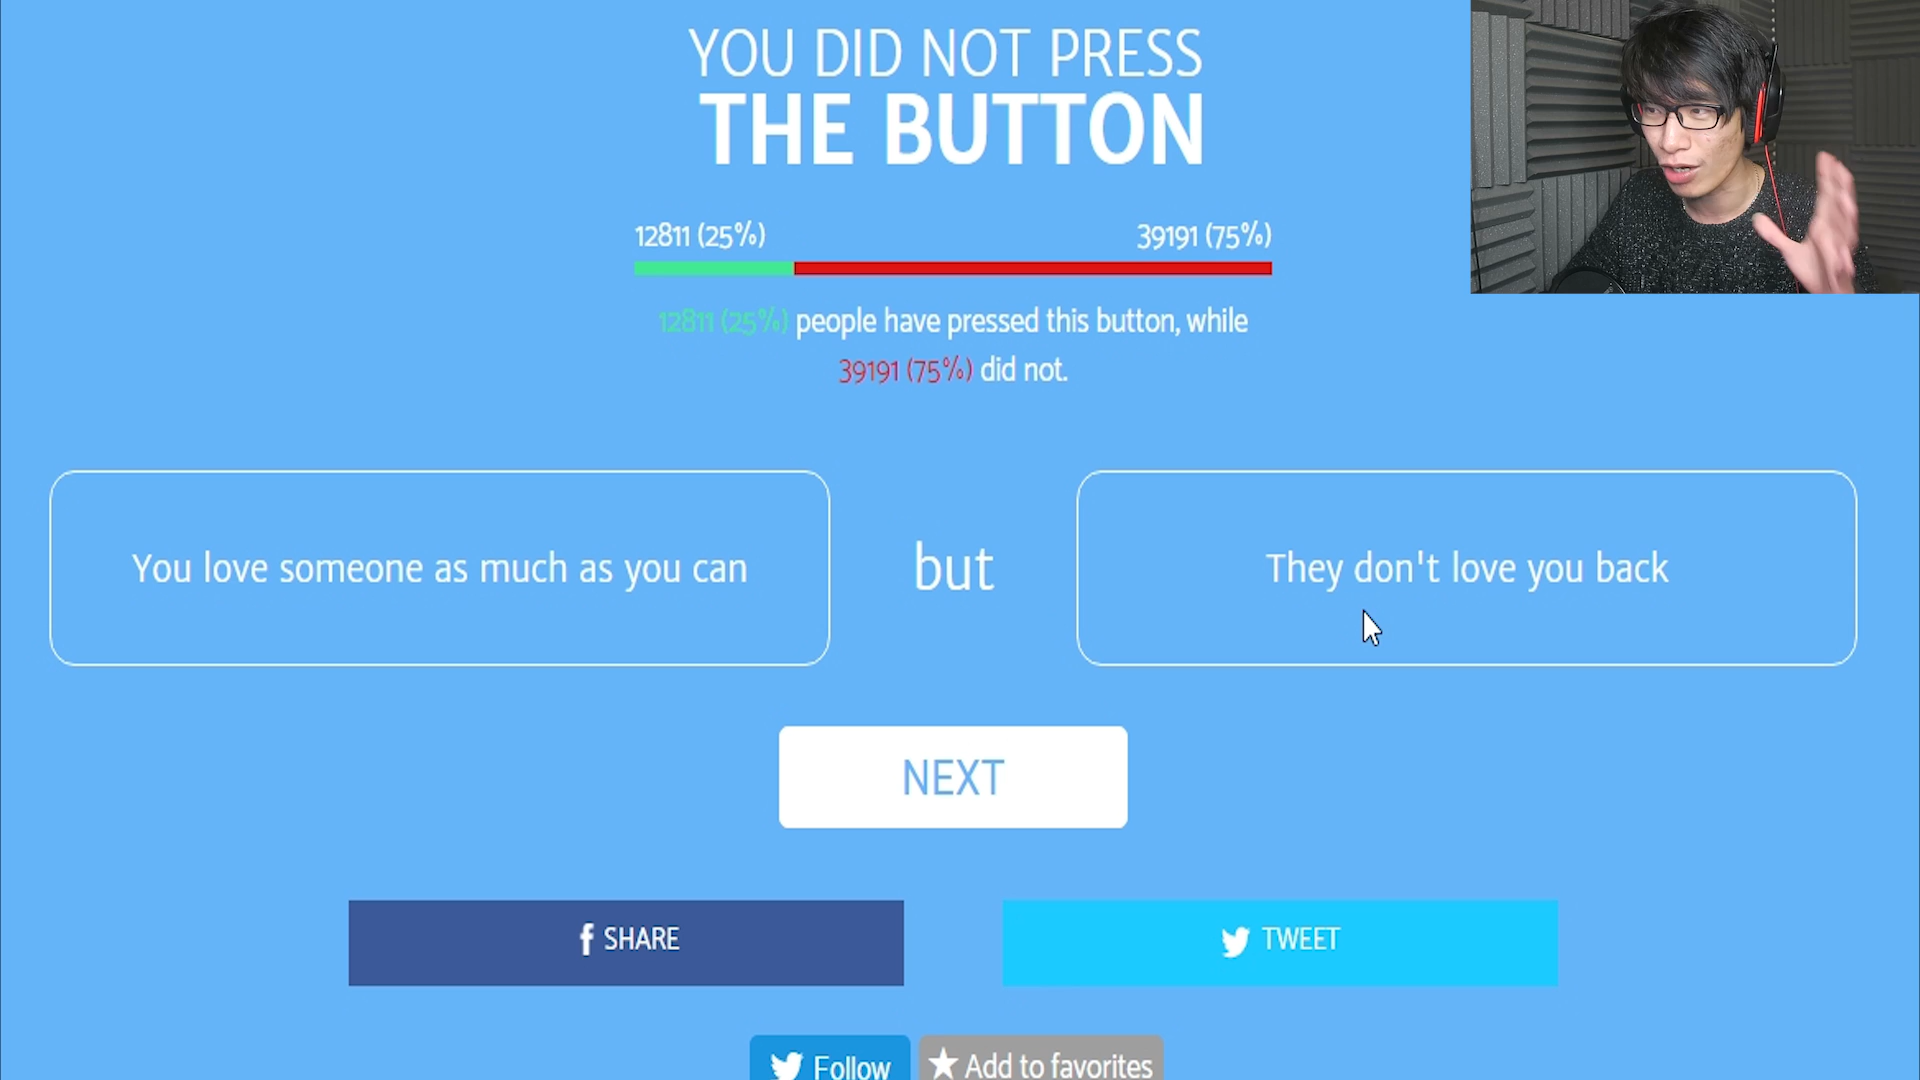 YOU DID NOT PRESS
THE BUTTON
12811 (25%) 39191 (75%)
12811 (25%) people have pressed this button, while
39191 (75%) did not.
You love someone as much as you can
but
They don't love you back
NEXT
f SHARE
TWEET
Follow
Add to favorites